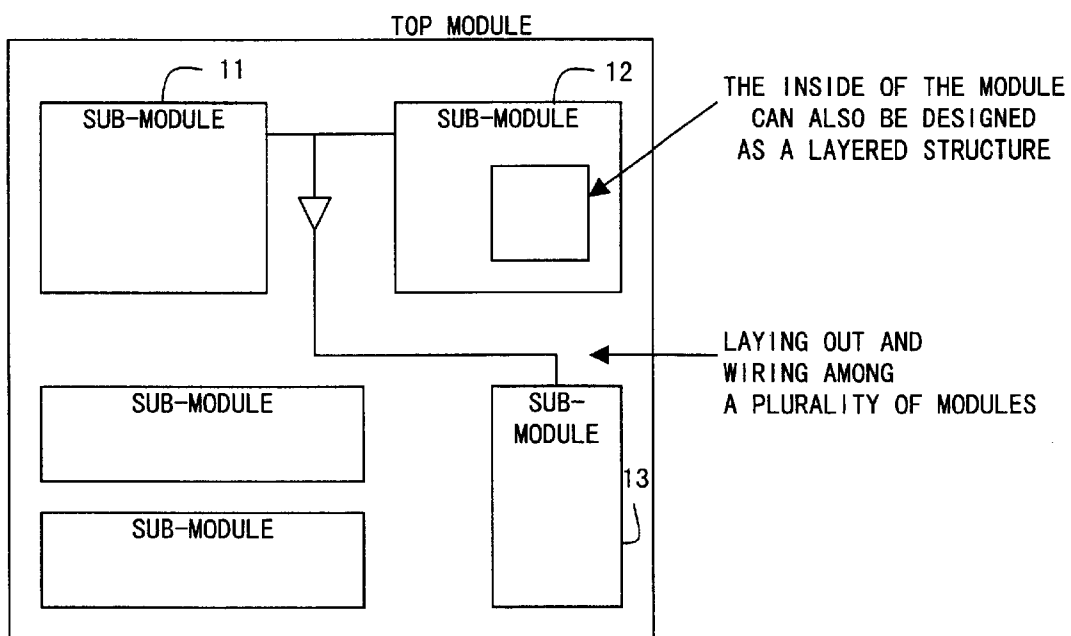 TOP MODULE
11
12
SUB-MODULE
SUB-MODULE
THE INSIDE OF THE MODULE
CAN ALSO BE DESIGNED
AS A LAYERED STRUCTURE
LAYING OUT AND
WIRING AMONG
A PLURALITY OF MODULES
SUB-MODULE
SUB-
MODULE
13
SUB-MODULE